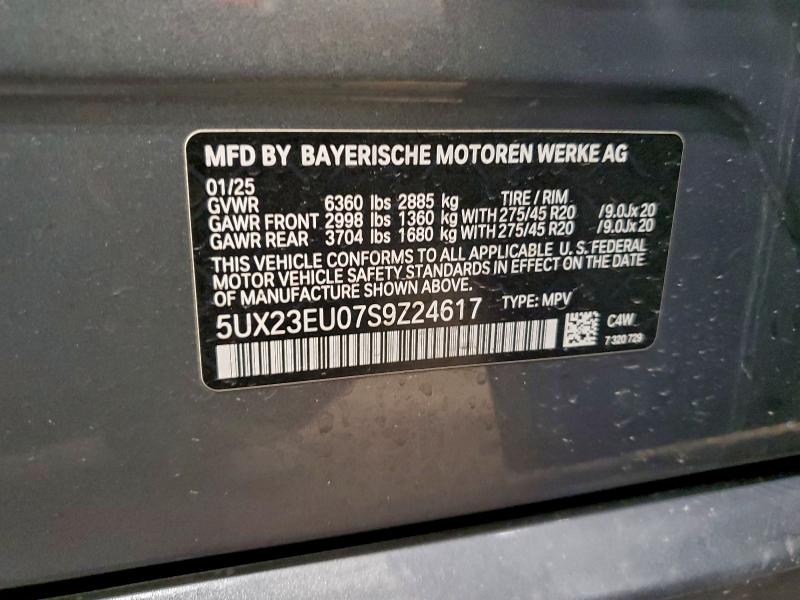 MFD BY BAYERISCHE MOTOREN WERKE AG
01/25 TIRE / RIM
GVWR 6360 lbs 2885 kg
GAWR FRONT 2998 lbs 1360 kg WITH 275/45 R20 /9.0Jx20
GAWR REAR 3704 lbs 1680 kg WITH 275/45 R20 /9.0Jx20
THIS VEHICLE CONFORMS TO ALL APPLICABLE U.S. FEDERAL
MOTOR VEHICLE SAFETY STANDARDS IN EFFECT ON THE DATE
OF MANUFACTURE SHOWN ABOVE.
5UX23EU07S9Z24617 TYPE: MPV
C4W
7 320 729